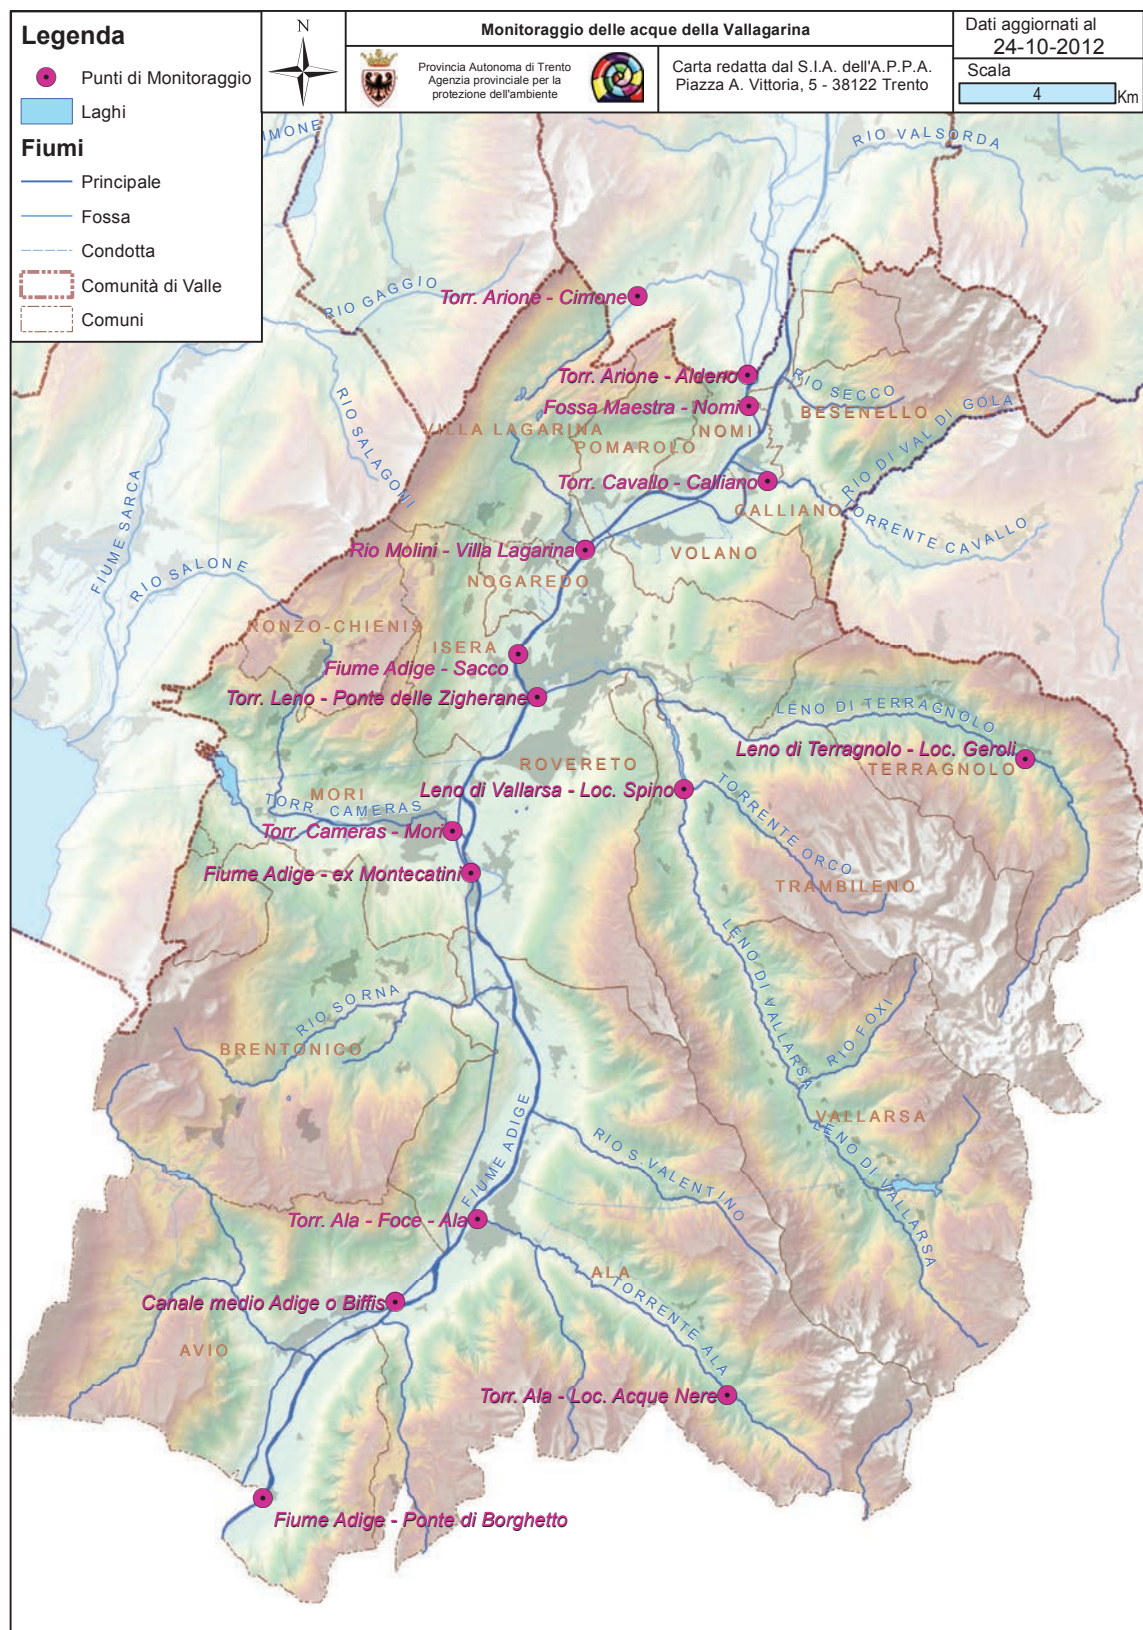 Legenda
Punti di Monitoraggio
Laghi
Fiumi
Principale
Fossa
Condotta
Comunità di Valle
Comuni
N
Monitoraggio delle acque della Vallagarina
Provincia Autonoma di Trento
Agenzia provinciale per la
protezione dell'ambiente
Carta redatta dal S.I.A. dell'A.P.P.A.
Piazza A. Vittoria, 5 - 38122 Trento
Dati aggiornati al
24-10-2012
Scala
4
Km
IMONE
RIO VALSORDA
RIO GAGGIO
Torr. Arione - Cimone
Torr. Arione - Aldeno
RIO SECCO
Fossa Maestra - Nomi
BESENELLO
RIO DI VAL DI GOLA
VILLA LAGARINA
NOMI
POMAROLO
RIO SALAGONI
Torr. Cavallo - Calliano
CALLIANO
TORRENTE CAVALLO
FIUME SARCA
Rio Molini - Villa Lagarina
VOLANO
RIO SALONE
NOGAREDO
RONZO-CHIENIS
ISERA
Fiume Adige - Sacco
Torr. Leno - Ponte delle Zigherane
LENO DI TERRAGNOLO
Leno di Terragnolo - Loc. Geroli
ROVERETO
TERRAGNOLO
MORI
Leno di Vallarsa - Loc. Spino
TORR. CAMERAS
TORRENTE ORCO
Torr. Cameras - Mori
Fiume Adige - ex Montecatini
TRAMBILENO
LENO DI VALLARSA
RIO SORNA
RIO FOXI
BRENTONICO
VALLARSA
FIUME ADIGE
RIO S.VALENTINO
LENO DI VALLARSA
Torr. Ala - Foce - Ala
ALA
Canale medio Adige o Biffis
TORRENTE ALA
AVIO
Torr. Ala - Loc. Acque Nere
Fiume Adige - Ponte di Borghetto